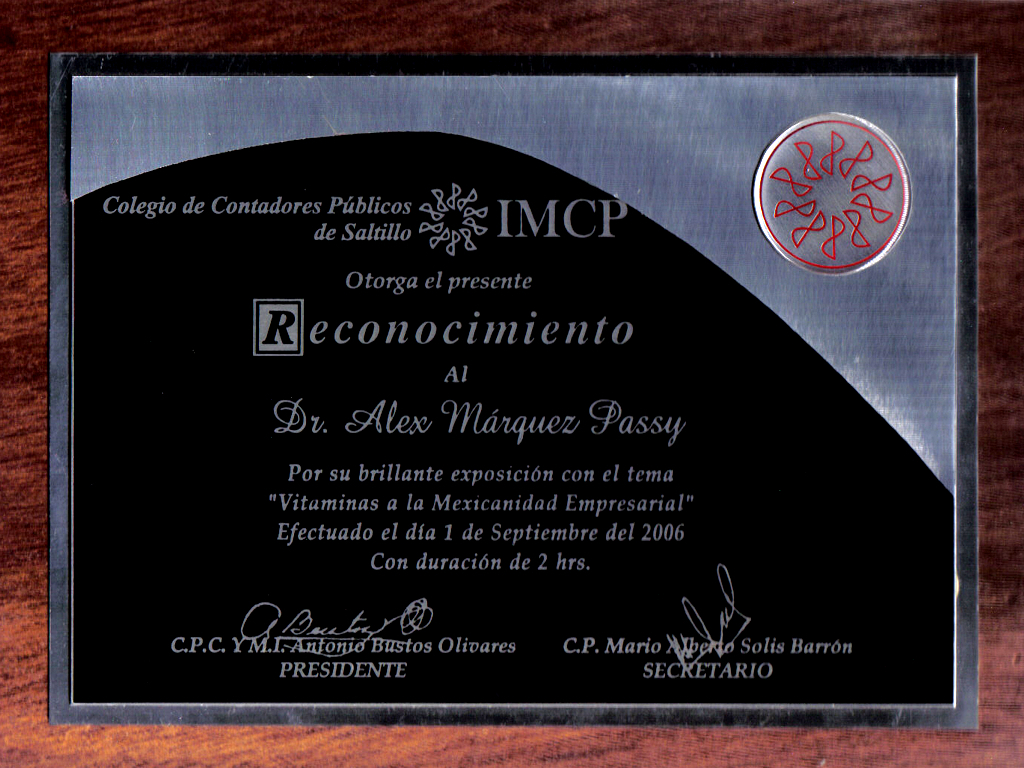 Colegio de Contadores Públicos
de Saltillo
IMCP
Otorga el presente
Reconocimiento
Al
Dr. Alex Márquez Passy
Por su brillante exposición con el tema
"Vitaminas a la Mexicanidad Empresarial"
Efectuado el día 1 de Septiembre del 2006
Con duración de 2 hrs.
C.P.C. Y M.I. Antonio Bustos Olivares
PRESIDENTE
C.P. Mario Alberto Solis Barrón
SECRETARIO